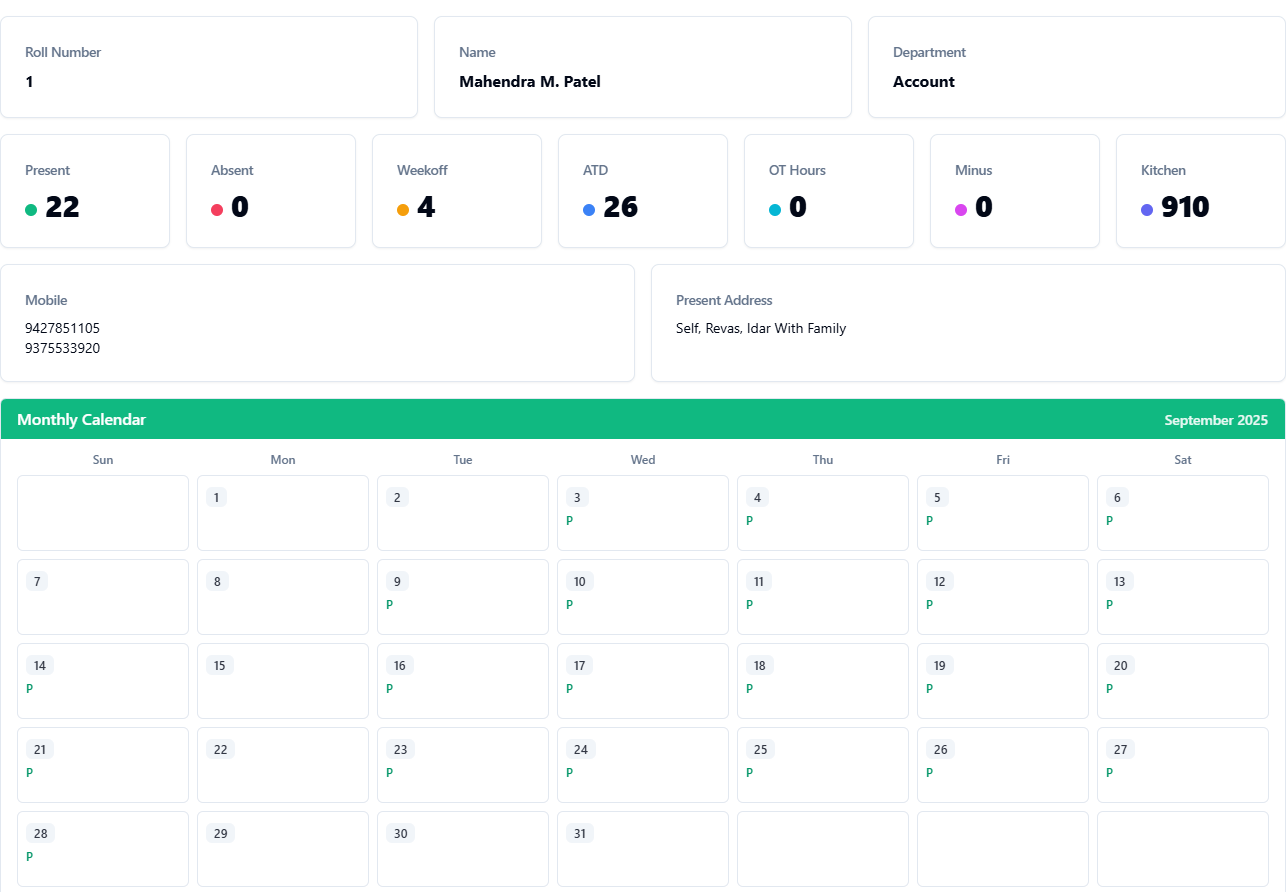 Roll Number
1
Name
Mahendra M. Patel
Department
Account
Present
22
Absent
0
Weekoff
4
ATD
26
OT Hours
0
Minus
0
Kitchen
910
Mobile
9427851105
9375533920
Present Address
Self, Revas, Idar With Family
Monthly Calendar September 2025
Sun Mon Tue Wed Thu Fri Sat
1 2 3 4 5 6
P P P P
7 8 9 10 11 12 13
P P P P P
14 15 16 17 18 19 20
P P P P P P
21 22 23 24 25 26 27
P P P P P P
28 29 30 31
P